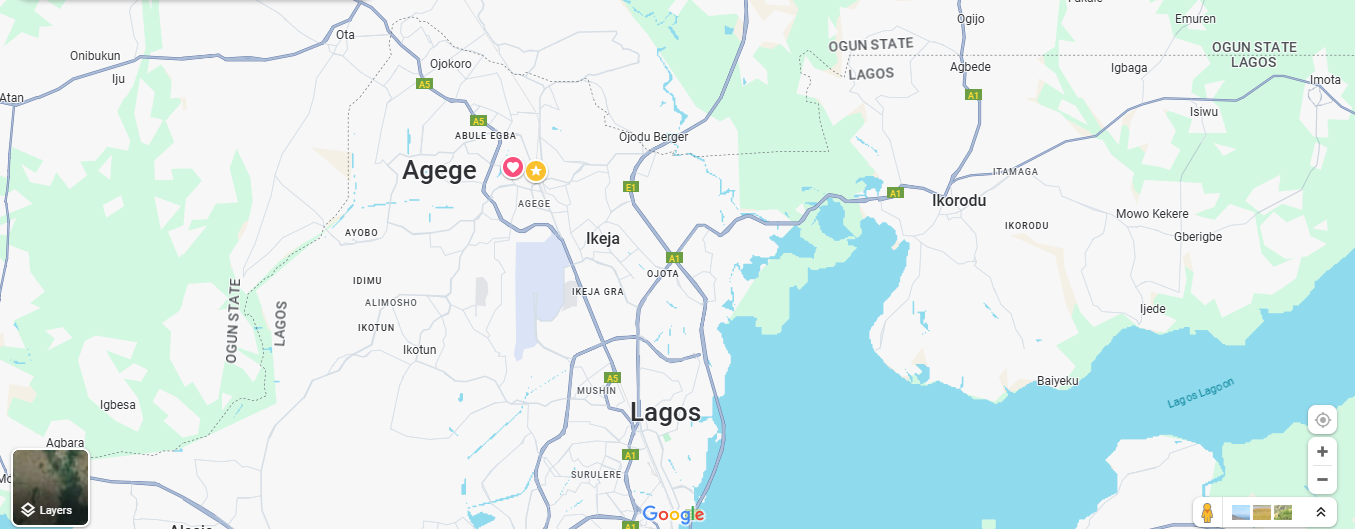 Ogijo
Emuren
Ota
OGUN STATE
OGUN STATE
LAGOS
Onibukun
Ojokoro
Agbede
Igbaga
LAGOS
Iju
A5
Imota
Atan
A1
A5
Isiwu
ABULE EGBA
Ojodu Berger
Agege
ITAMAGA
E1
A1
AGEGE
Ikorodu
Mowo Kekere
AYOBO
Ikeja
IKORODU
Gberigbe
A1
OJOTA
IDIMU
IKEJA GRA
ALIMOSHO
OGUN STATE
LAGOS
Ijede
IKOTUN
Ikotun
A5
Baiyeku
MUSHIN
Lagos Lagoon
Igbesa
Lagos
Agbara
A1
SURULERE
Layers
Google
A1